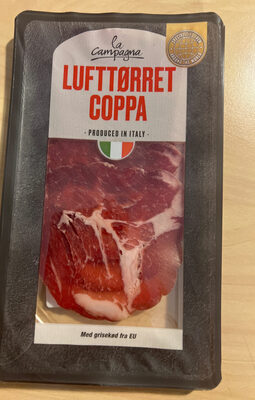 la
Campagna
LUFTTØRRET
COPPA
· PRODUCED IN ITALY ·
Med grisekød fra EU